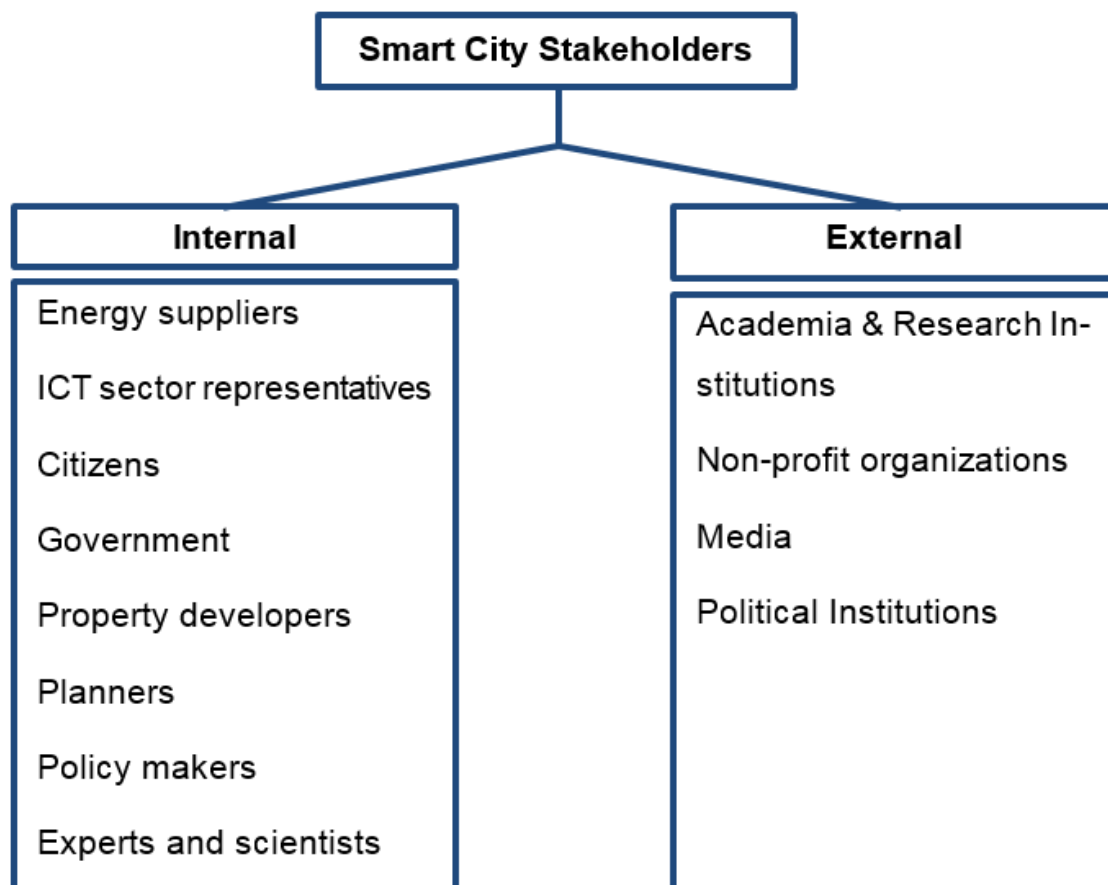 Smart City Stakeholders
Internal
Energy suppliers
ICT sector representatives
Citizens
Government
Property developers
Planners
Policy makers
Experts and scientists
External
Academia & Research In-
stitutions
Non-profit organizations
Media
Political Institutions